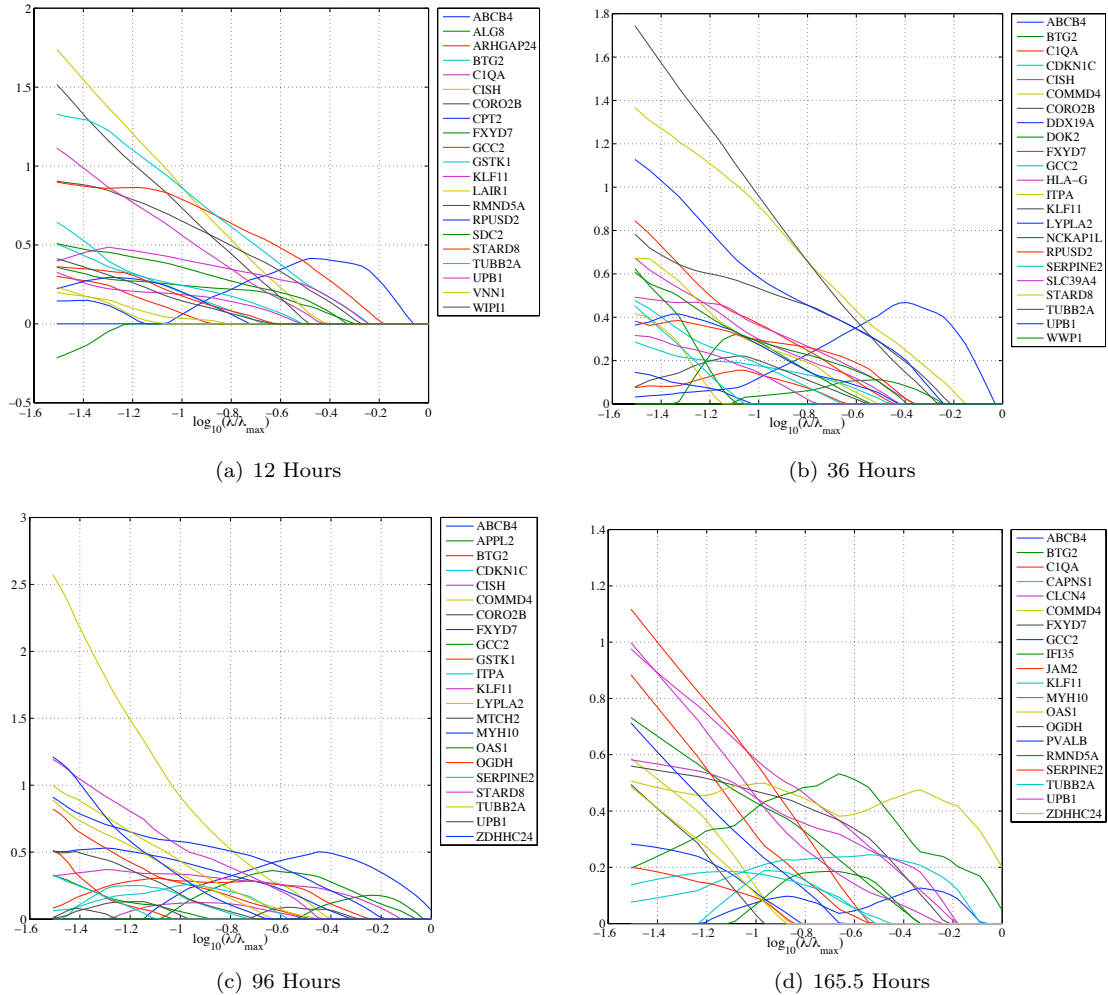 2
1.5
1
0.5
0
−0.5
−1.6
−1.4
−1.2
−1
−0.8
−0.6
−0.4
−0.2
0
log10(λ/λmax)
ABCB4
ALG8
ARHGAP24
BTG2
C1QA
CISH
CORO2B
CPT2
FXYD7
GCC2
GSTK1
KLF11
LAIR1
RMND5A
RPUSD2
SDC2
STARD8
TUBB2A
UPB1
VNN1
WIPI1
(a) 12 Hours
1.8
1.6
1.4
1.2
1
0.8
0.6
0.4
0.2
0
−1.6
−1.4
−1.2
−1
−0.8
−0.6
−0.4
−0.2
0
log10(λ/λmax)
ABCB4
BTG2
C1QA
CDKN1C
CISH
COMMD4
CORO2B
DDX19A
DOK2
FXYD7
GCC2
HLA−G
ITPA
KLF11
LYPLA2
NCKAP1L
RPUSD2
SERPINE2
SLC39A4
STARD8
TUBB2A
UPB1
WWP1
(b) 36 Hours
3
2.5
2
1.5
1
0.5
0
−1.6
−1.4
−1.2
−1
−0.8
−0.6
−0.4
−0.2
0
log10(λ/λmax)
ABCB4
APPL2
BTG2
CDKN1C
CISH
COMMD4
CORO2B
FXYD7
GCC2
GSTK1
ITPA
KLF11
LYPLA2
MTCH2
MYH10
OAS1
OGDH
SERPINE2
STARD8
TUBB2A
UPB1
ZDHHC24
(c) 96 Hours
1.4
1.2
1
0.8
0.6
0.4
0.2
0
−1.6
−1.4
−1.2
−1
−0.8
−0.6
−0.4
−0.2
0
log10(λ/λmax)
ABCB4
BTG2
C1QA
CAPNS1
CLCN4
COMMD4
FXYD7
GCC2
IFI35
JAM2
KLF11
MYH10
OAS1
OGDH
PVALB
RMND5A
SERPINE2
TUBB2A
UPB1
ZDHHC24
(d) 165.5 Hours